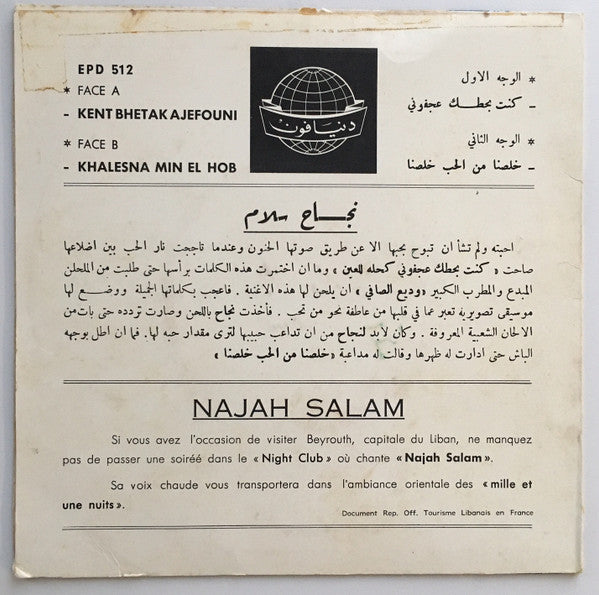 EPD 512
* FACE A
- KENT BHETAK AJEFOUNI
* FACE B
- KHALESNA MIN EL HOB
دنيا فون
* الوجه الاول
- كنت بحطك عجفوني
* الوجه الثاني
- خلصنا من الحب خلصنا
نجاح سلام
احبته ولم تشأ ان تبوح بحبها الا عن طريق صوتها الحنون وعندما تاججت نار الحب بين اضلاعها
صاحت « كنت بحطك عجفوني كحله للعين » وما ان اختمرت هذه الكلمات برأسها حتى طلبت من الملحن
المبدع والمطرب الكبير «وديع الصافي» ان يلحن لها هذه الاغنية . فاعجب بكلماتها الجميلة ووضع لها
موسيقى تصويريه تعبر عما في قلبها من عاطفة نحو من تحب . فأخذت نجاح باللحن وصارت تردده حتى بات من
الالحان الشعبية المعروفة . وكان لابد لنجاح من ان تداعب حبيبها لترى مقدار حبه لها . فما ان اطل بوجهه
الباش حتى ادارت له ظهرها وقالت له مداعبة «خلصنا من الحب خلصنا »
NAJAH SALAM
Si vous avez l'occasion de visiter Beyrouth, capitale du Liban, ne manquez
pas de passer une soiréé dans le « Night Club » où chante « Najah Salam ».
Sa voix chaude vous transportera dans l'ambiance orientale des « mille et
une nuits ».
Document Rep. Off. Tourisme Libanais en France